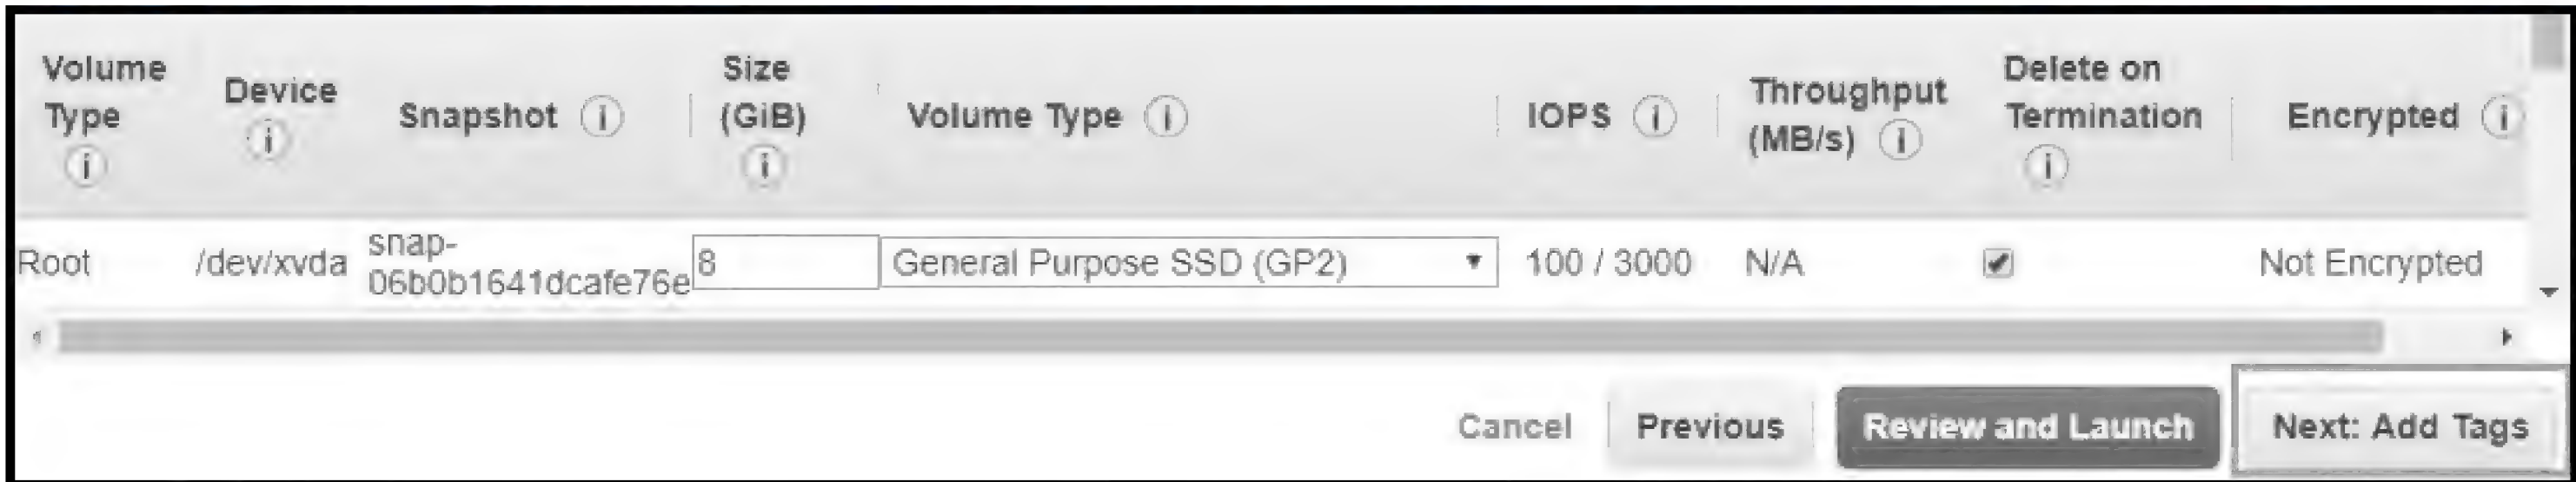 Volume Type
Device
Snapshot
Size (GiB)
Volume Type
IOPS
Throughput (MB/s)
Delete on Termination
Encrypted
Root /dev/xvda snap-06b0b1641dcafe76e 8 General Purpose SSD (GP2) 100 / 3000 N/A Not Encrypted
Cancel Previous Review and Launch Next: Add Tags